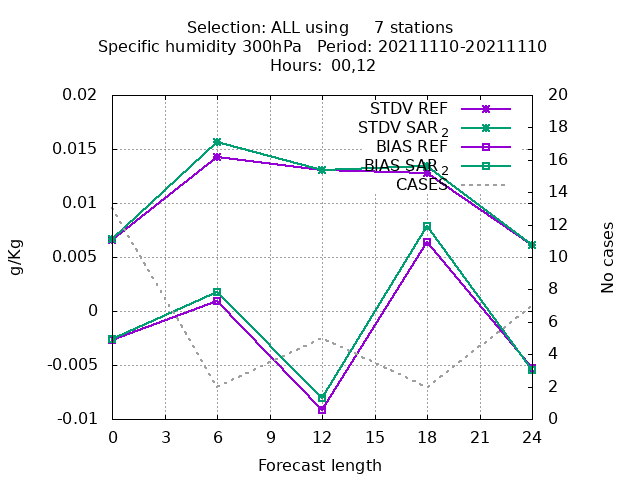 Selection: ALL using     7 stations
Specific humidity 300hPa   Period: 20211110-20211110
Hours: 00,12
0.02
0.015
0.01
0.005
0
-0.005
-0.01
g/Kg
STDV REF
STDV SAR 2
BIAS REF
BIAS SAR 2
CASES
20
18
16
14
12
10
8
6
4
2
0
No cases
0 3 6 9 12 15 18 21 24
Forecast length